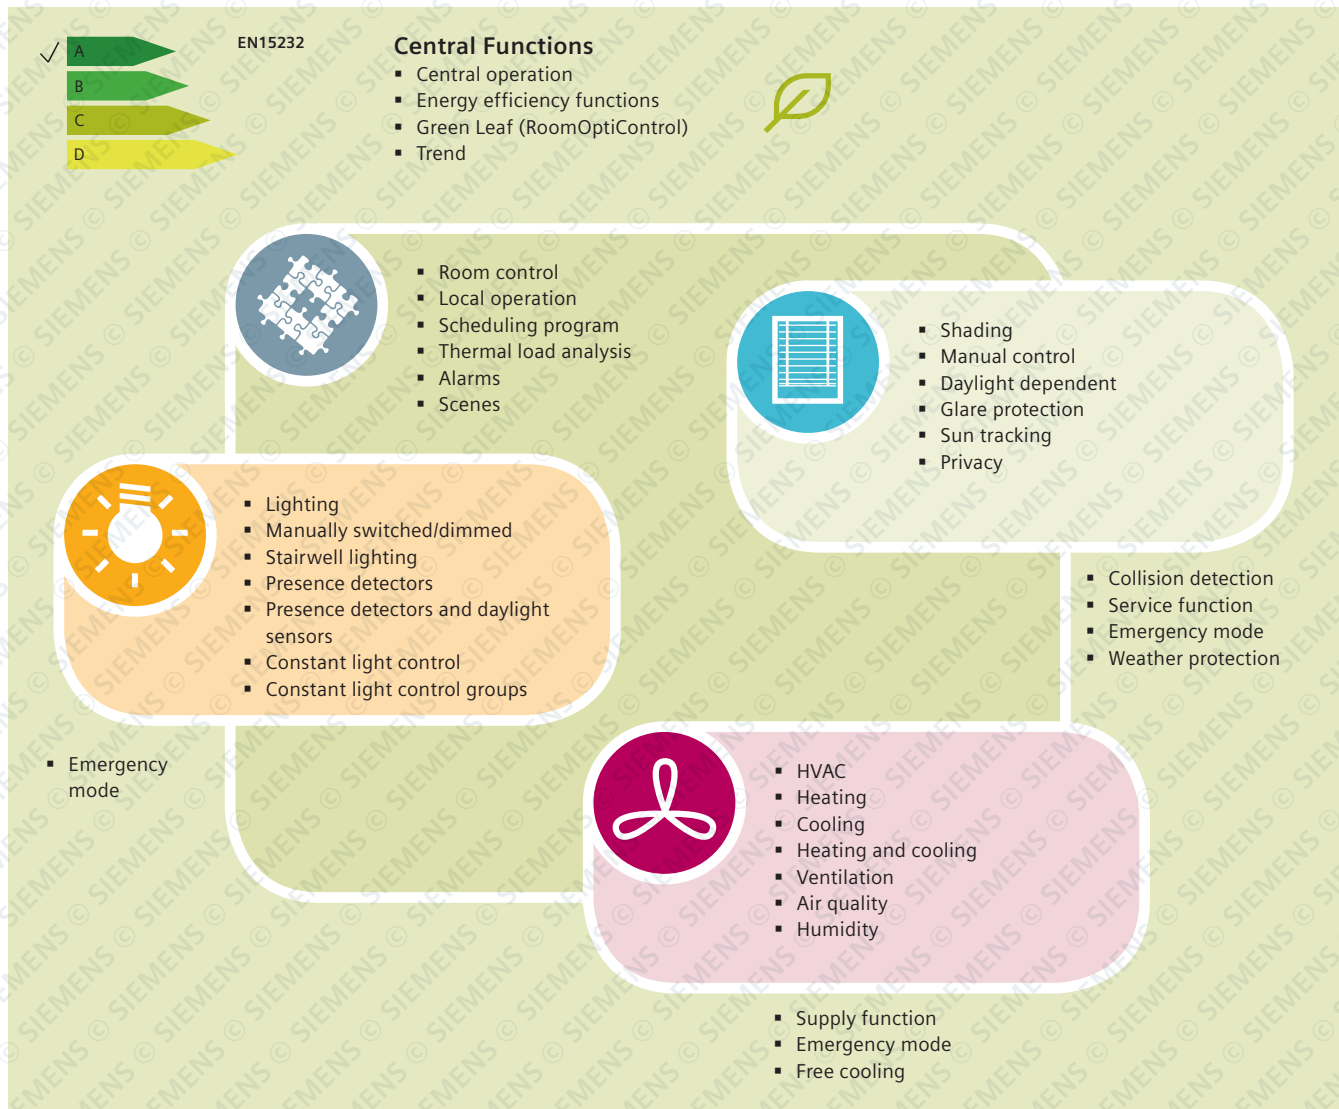 A
B
C
D
EN15232
Central Functions
▪ Central operation
▪ Energy efficiency functions
▪ Green Leaf (RoomOptiControl)
▪ Trend
▪ Room control
▪ Local operation
▪ Scheduling program
▪ Thermal load analysis
▪ Alarms
▪ Scenes
▪ Shading
▪ Manual control
▪ Daylight dependent
▪ Glare protection
▪ Sun tracking
▪ Privacy
▪ Lighting
▪ Manually switched/dimmed
▪ Stairwell lighting
▪ Presence detectors
▪ Presence detectors and daylight
sensors
▪ Constant light control
▪ Constant light control groups
▪ Collision detection
▪ Service function
▪ Emergency mode
▪ Weather protection
▪ Emergency
mode
▪ HVAC
▪ Heating
▪ Cooling
▪ Heating and cooling
▪ Ventilation
▪ Air quality
▪ Humidity
▪ Supply function
▪ Emergency mode
▪ Free cooling
© SIEMENS